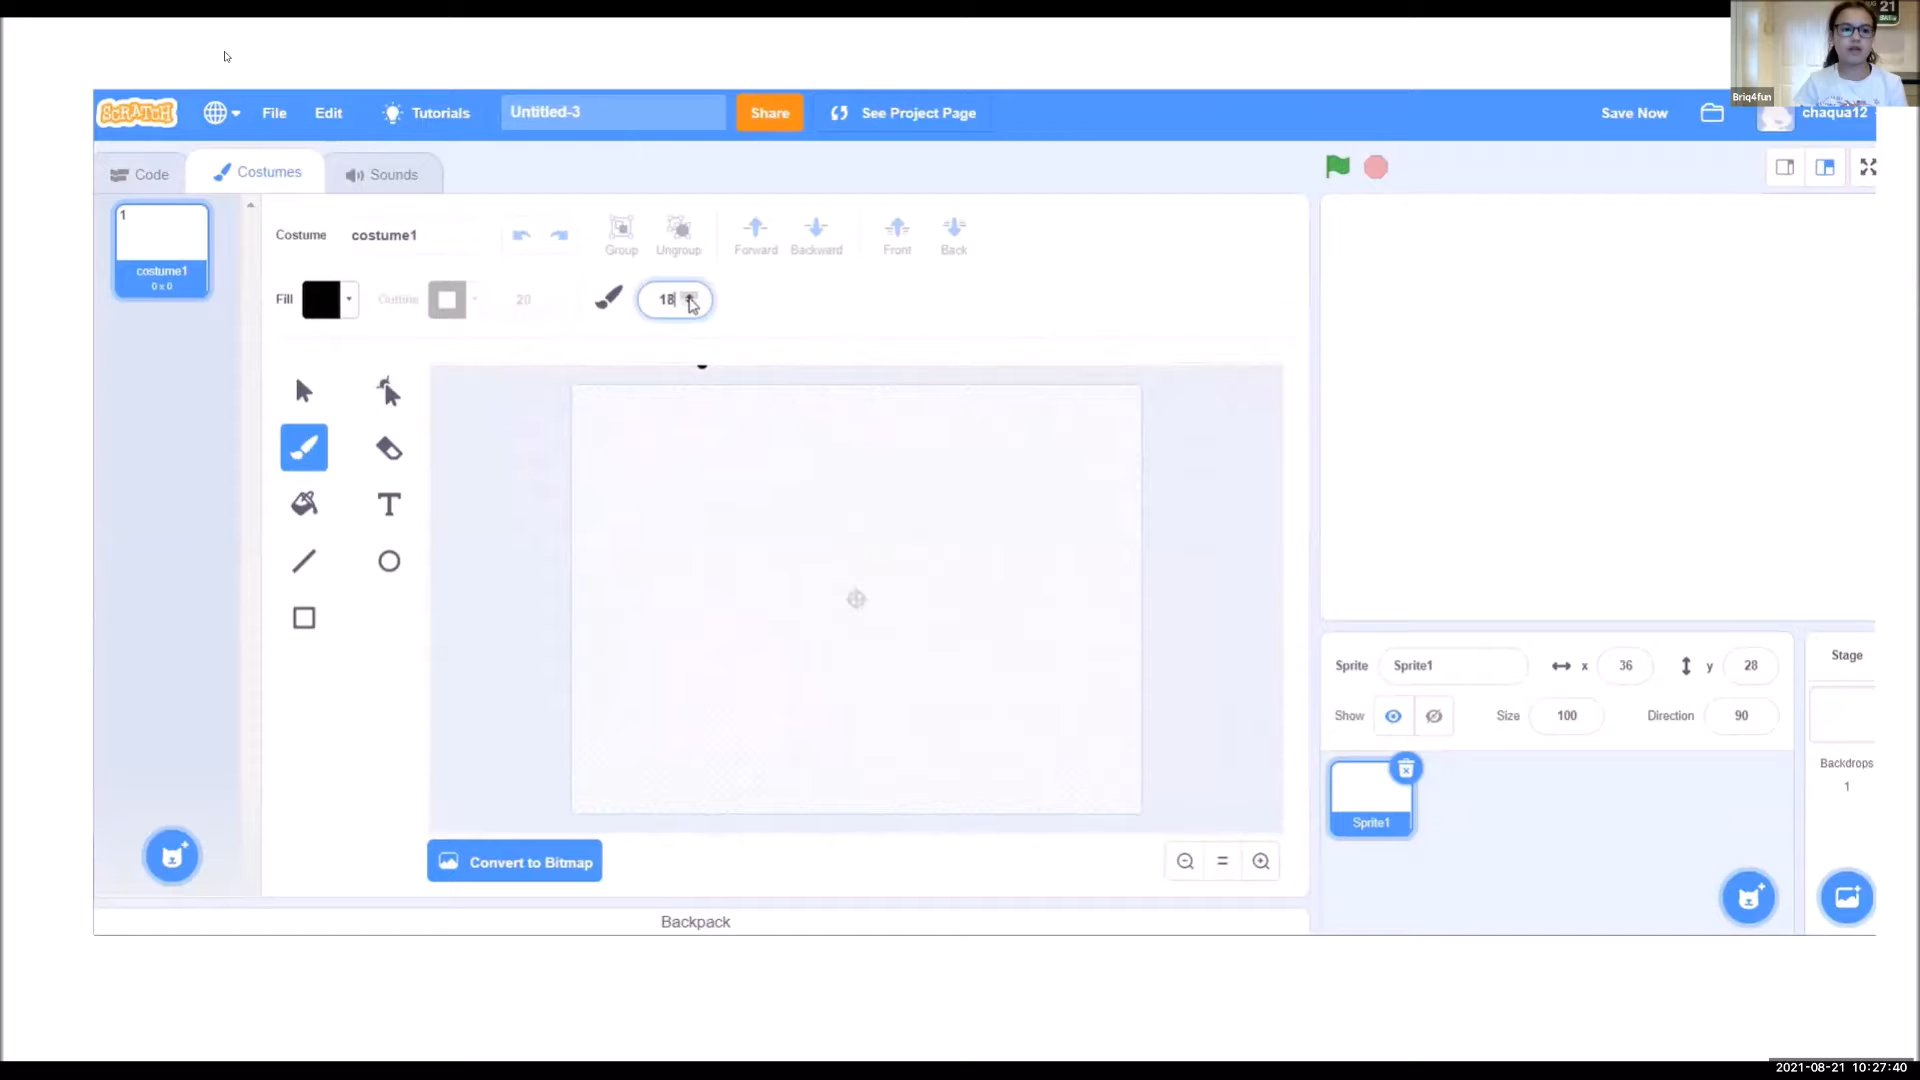 21
Briq4fun
SCRATCH
File
Edit
Tutorials
Untitled-3
Share
See Project Page
Save Now
chaqua12
Code
Costumes
Sounds
1
costume1
0 x 0
Costume
costume1
Group
Ungroup
Forward
Backward
Front
Back
Fill
Outline
20
18
T
Convert to Bitmap
=
Backpack
Sprite
Sprite1
x
36
y
28
Show
Size
100
Direction
90
Sprite1
Stage
Backdrops
1
2021-08-21 10:27:40